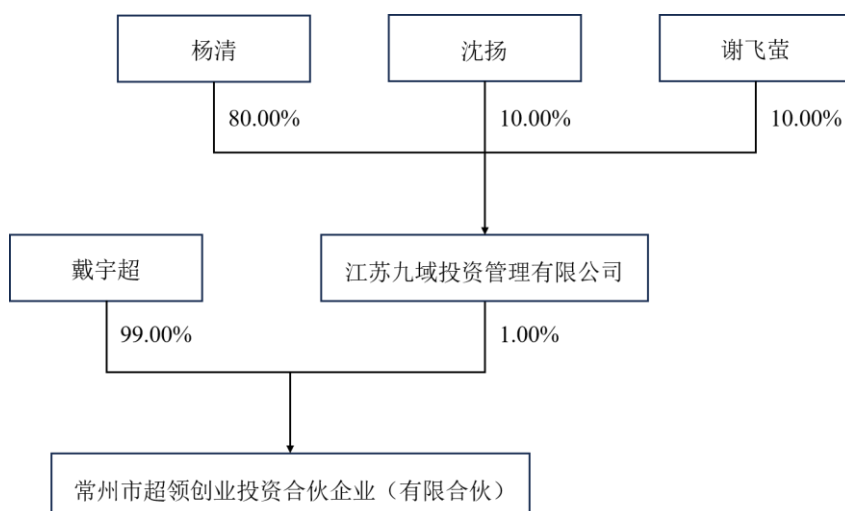 杨清
沈扬
谢飞萤
80.00%
10.00%
10.00%
戴宇超
江苏九域投资管理有限公司
99.00%
1.00%
常州市超领创业投资合伙企业（有限合伙）